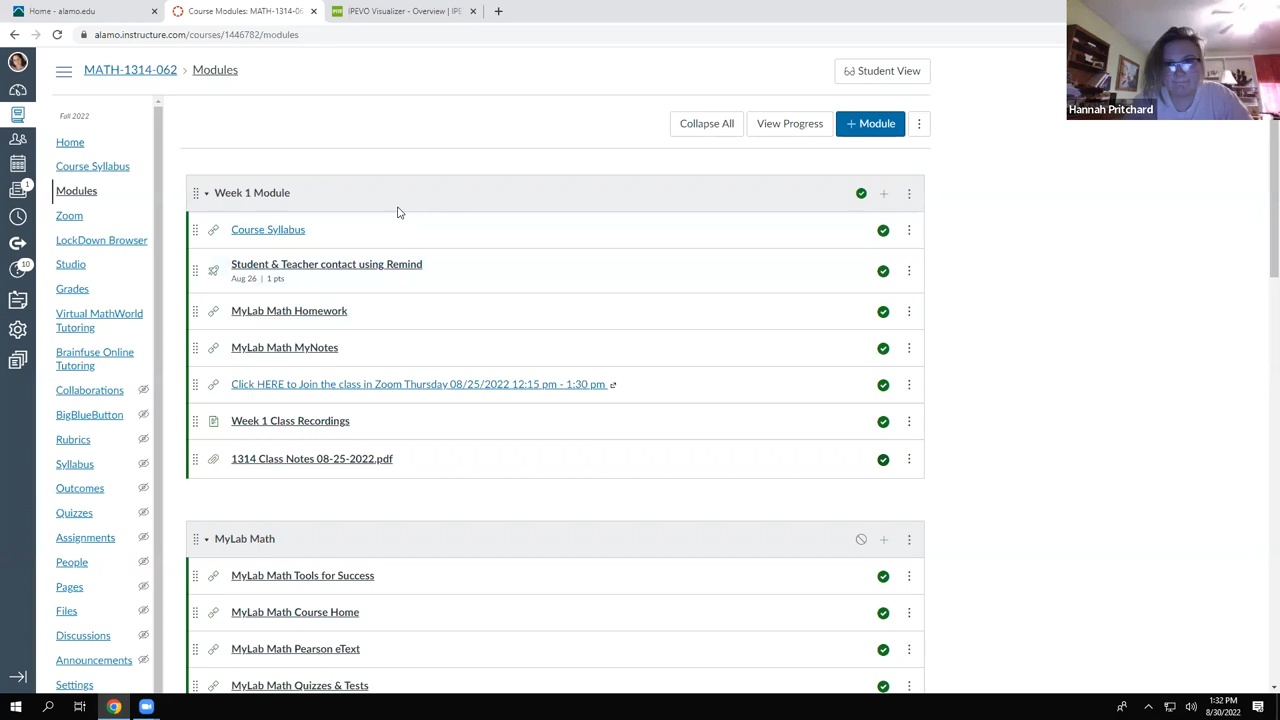 Home - alamo.edu
Course Modules: MATH-1314-06
IPEVO Visualizer - Overview | IPE
alamo.instructure.com/courses/1446782/modules
MATH-1314-062 > Modules
Student View
Hannah Pritchard
Fall 2022
Collapse All
View Progress
+ Module
Home
Course Syllabus
Modules
Zoom
LockDown Browser
Studio
Grades
Virtual MathWorld
Tutoring
Brainfuse Online
Tutoring
Collaborations
BigBlueButton
Rubrics
Syllabus
Outcomes
Quizzes
Assignments
People
Pages
Files
Discussions
Announcements
Settings
1
10
Week 1 Module
Course Syllabus
Student & Teacher contact using Remind
Aug 26 | 1 pts
MyLab Math Homework
MyLab Math MyNotes
Click HERE to Join the class in Zoom Thursday 08/25/2022 12:15 pm - 1:30 pm
Week 1 Class Recordings
1314 Class Notes 08-25-2022.pdf
MyLab Math
MyLab Math Tools for Success
MyLab Math Course Home
MyLab Math Pearson eText
MyLab Math Quizzes & Tests
1:32 PM
8/30/2022